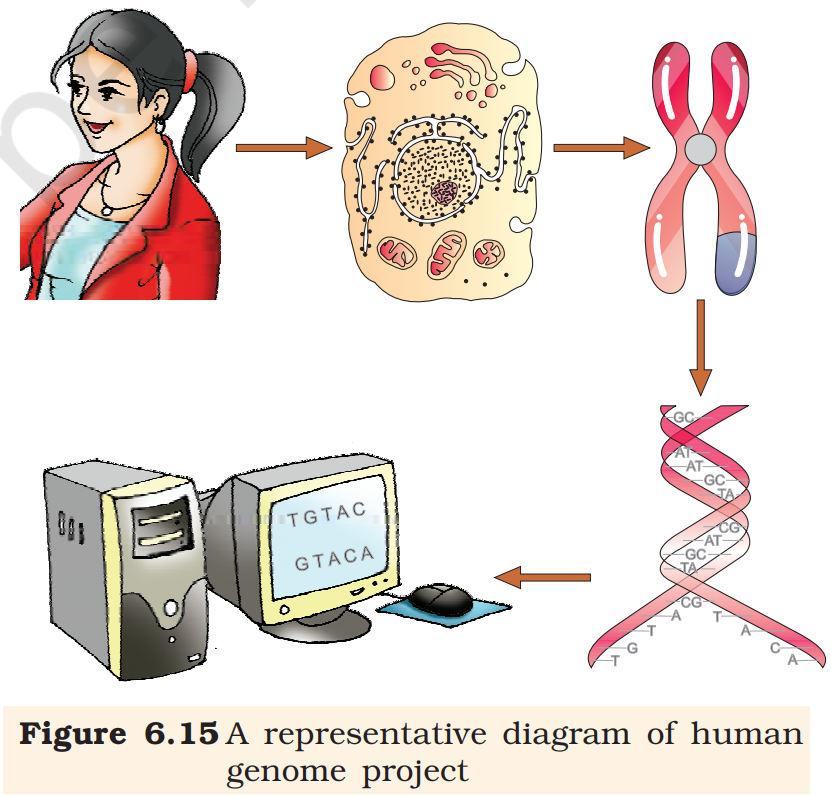 GC
AT
AT
GC
TA
CG
AT
GC
TA
CG
A T
T A
G C
T A
TGTAC
GTACA
Figure 6.15 A representative diagram of human
genome project